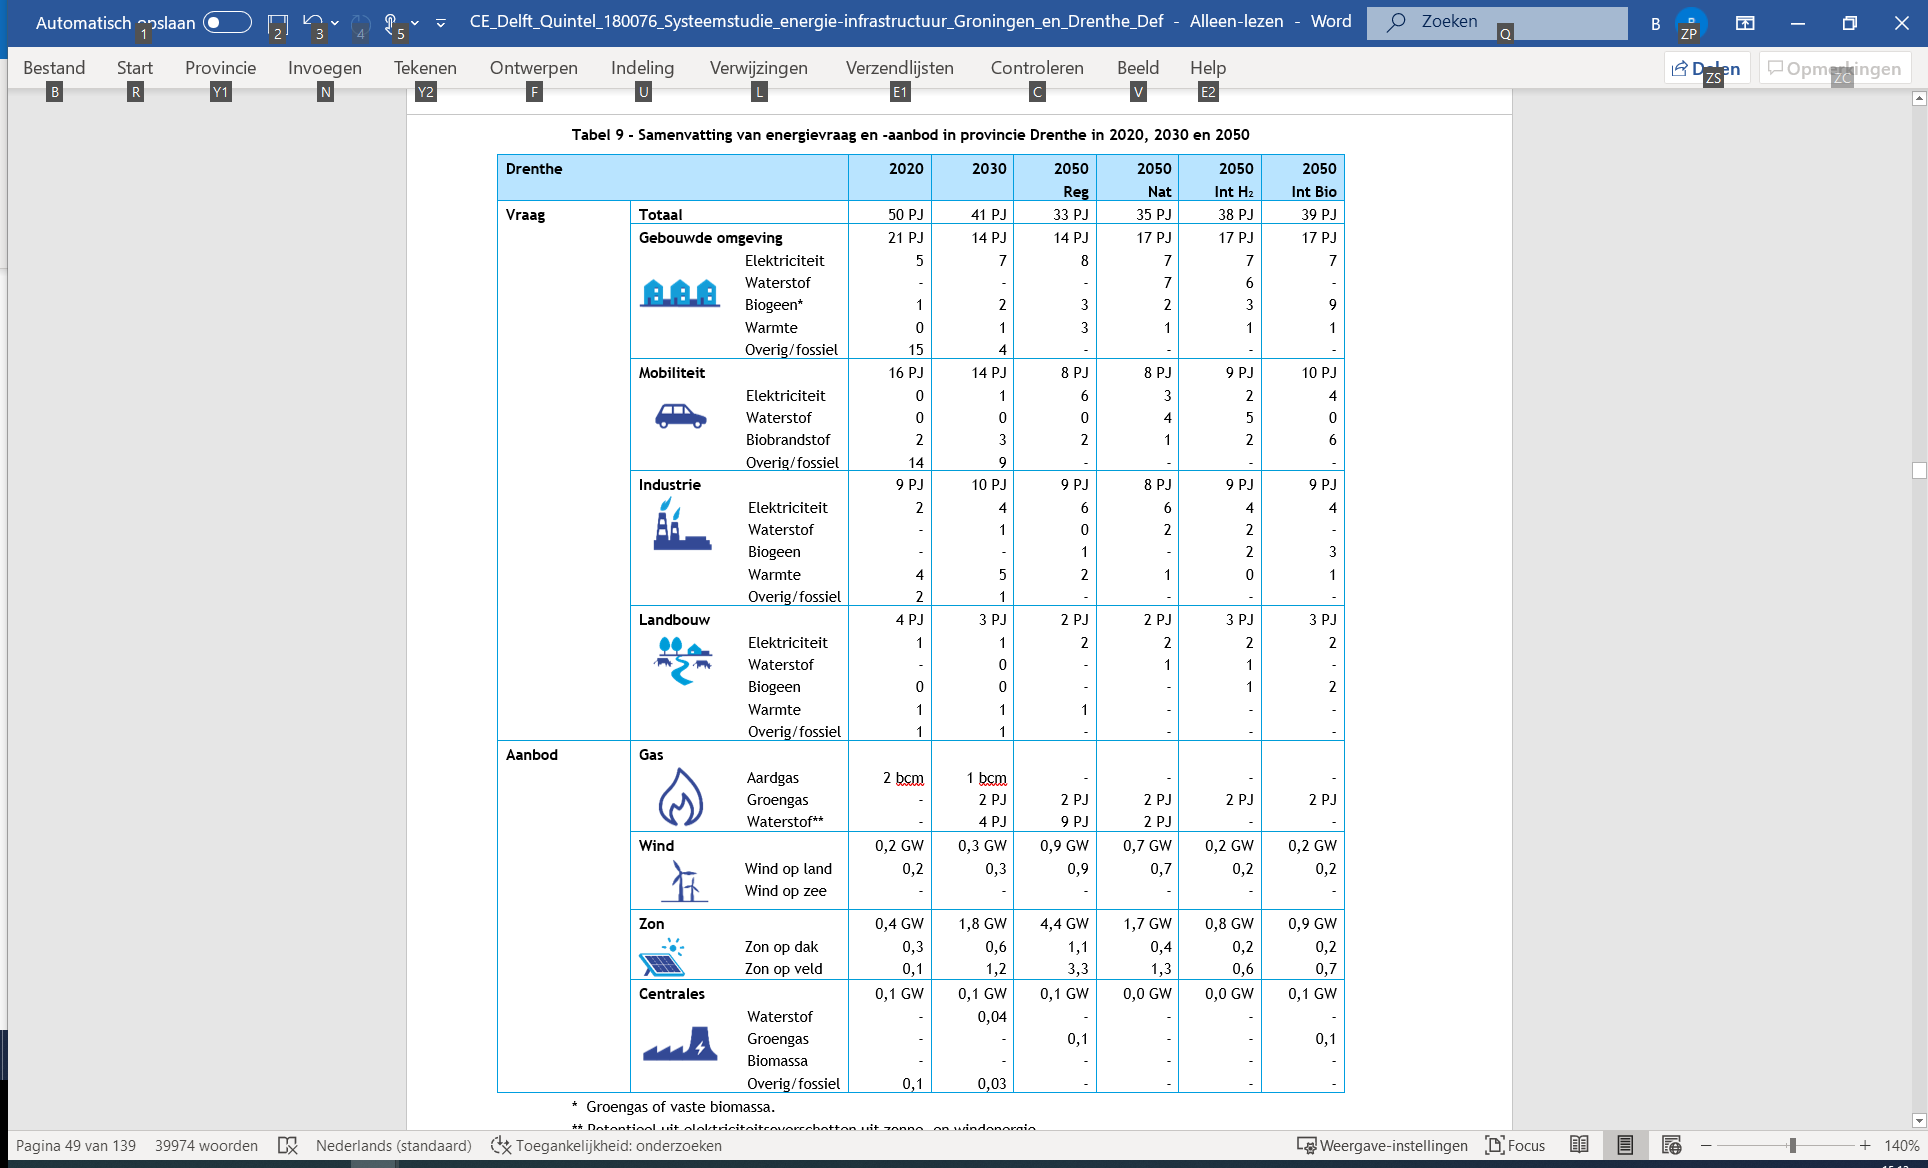 Automatisch opslaan
1 2 3 4 5
CE_Delft_Quintel_180076_Systeemstudie_energie-infrastructuur_Groningen_en_Drenthe_Def - Alleen-lezen - Word
Zoeken
Q
B
ZP
Bestand Start Provincie Invoegen Tekenen Ontwerpen Indeling Verwijzingen Verzendlijsten Controleren Beeld Help
Delen Opmerkingen
B R Y1 N Y2 F U L E1 C V E2 ZS ZC
Tabel 9 - Samenvatting van energievraag en -aanbod in provincie Drenthe in 2020, 2030 en 2050
Drenthe 2020 2030 2050 2050 2050 2050
Reg Nat Int H₂ Int Bio
Vraag Totaal 50 PJ 41 PJ 33 PJ 35 PJ 38 PJ 39 PJ
Gebouwde omgeving 21 PJ 14 PJ 14 PJ 17 PJ 17 PJ 17 PJ
Elektriciteit 5 7 8 7 7 7
Waterstof - - - 7 6 -
Biogeen* 1 2 3 2 3 9
Warmte 0 1 3 1 1 1
Overig/fossiel 15 4 - - - -
Mobiliteit 16 PJ 14 PJ 8 PJ 8 PJ 9 PJ 10 PJ
Elektriciteit 0 1 6 3 2 4
Waterstof 0 0 0 4 5 0
Biobrandstof 2 3 2 1 2 6
Overig/fossiel 14 9 - - - -
Industrie 9 PJ 10 PJ 9 PJ 8 PJ 9 PJ 9 PJ
Elektriciteit 2 4 6 6 4 4
Waterstof - 1 0 2 2 -
Biogeen - - 1 - 2 3
Warmte 4 5 2 1 0 1
Overig/fossiel 2 1 - - - -
Landbouw 4 PJ 3 PJ 2 PJ 2 PJ 3 PJ 3 PJ
Elektriciteit 1 1 2 2 2 2
Waterstof - 0 - 1 1 -
Biogeen 0 0 - - 1 2
Warmte 1 1 1 - - -
Overig/fossiel 1 1 - - - -
Aanbod Gas
Aardgas 2 bcm 1 bcm - - - -
Groengas - 2 PJ 2 PJ 2 PJ 2 PJ 2 PJ
Waterstof** - 4 PJ 9 PJ 2 PJ - -
Wind 0,2 GW 0,3 GW 0,9 GW 0,7 GW 0,2 GW 0,2 GW
Wind op land 0,2 0,3 0,9 0,7 0,2 0,2
Wind op zee - - - - - -
Zon 0,4 GW 1,8 GW 4,4 GW 1,7 GW 0,8 GW 0,9 GW
Zon op dak 0,3 0,6 1,1 0,4 0,2 0,2
Zon op veld 0,1 1,2 3,3 1,3 0,6 0,7
Centrales 0,1 GW 0,1 GW 0,1 GW 0,0 GW 0,0 GW 0,1 GW
Waterstof - 0,04 - - - -
Groengas - - 0,1 - - 0,1
Biomassa - - - - - -
Overig/fossiel 0,1 0,03 - - - -
* Groengas of vaste biomassa.
** Potentieel uit elektriciteitsoverschotten uit zonne- en windenergie.
Pagina 49 van 139 39974 woorden Nederlands (standaard) Toegankelijkheid: onderzoeken Weergave-instellingen Focus 140%